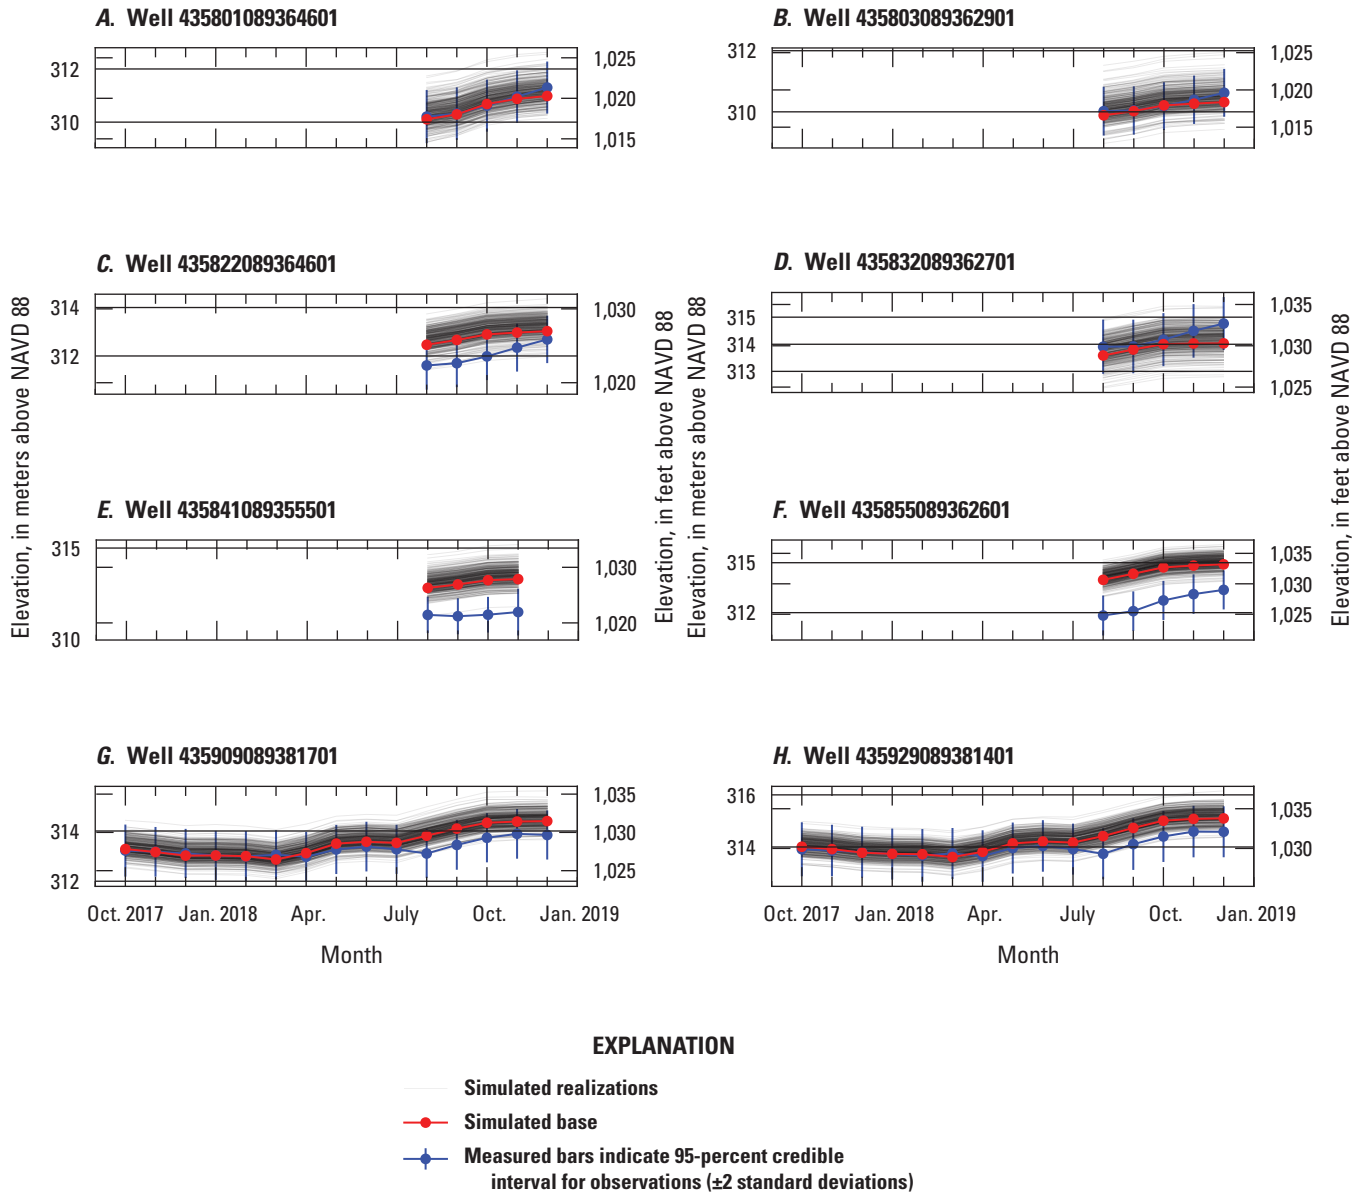 A. Well 435801089364601
312
310
1,025
1,020
1,015
B. Well 435803089362901
312
310
1,025
1,020
1,015
C. Well 435822089364601
314
312
1,030
1,020
D. Well 435832089362701
315
314
313
1,035
1,030
1,025
E. Well 435841089355501
315
310
1,030
1,020
F. Well 435855089362601
315
312
1,035
1,030
1,025
G. Well 435909089381701
314
312
1,035
1,030
1,025
Oct. 2017 Jan. 2018 Apr. July Oct. Jan. 2019
Month
H. Well 435929089381401
316
314
1,035
1,030
Oct. 2017 Jan. 2018 Apr. July Oct. Jan. 2019
Month
Elevation, in meters above NAVD 88
Elevation, in feet above NAVD 88
Elevation, in meters above NAVD 88
Elevation, in feet above NAVD 88
EXPLANATION
Simulated realizations
Simulated base
Measured bars indicate 95-percent credible
interval for observations (±2 standard deviations)